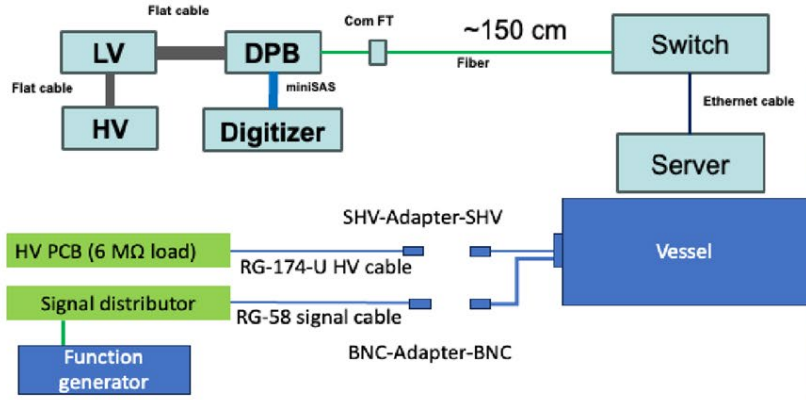 Flat cable
Com FT
~150 cm
LV
DPB
Switch
Fiber
Flat cable
miniSAS
Ethernet cable
HV
Digitizer
Server
SHV-Adapter-SHV
HV PCB (6 MΩ load)
RG-174-U HV cable
Vessel
Signal distributor
RG-58 signal cable
BNC-Adapter-BNC
Function
generator